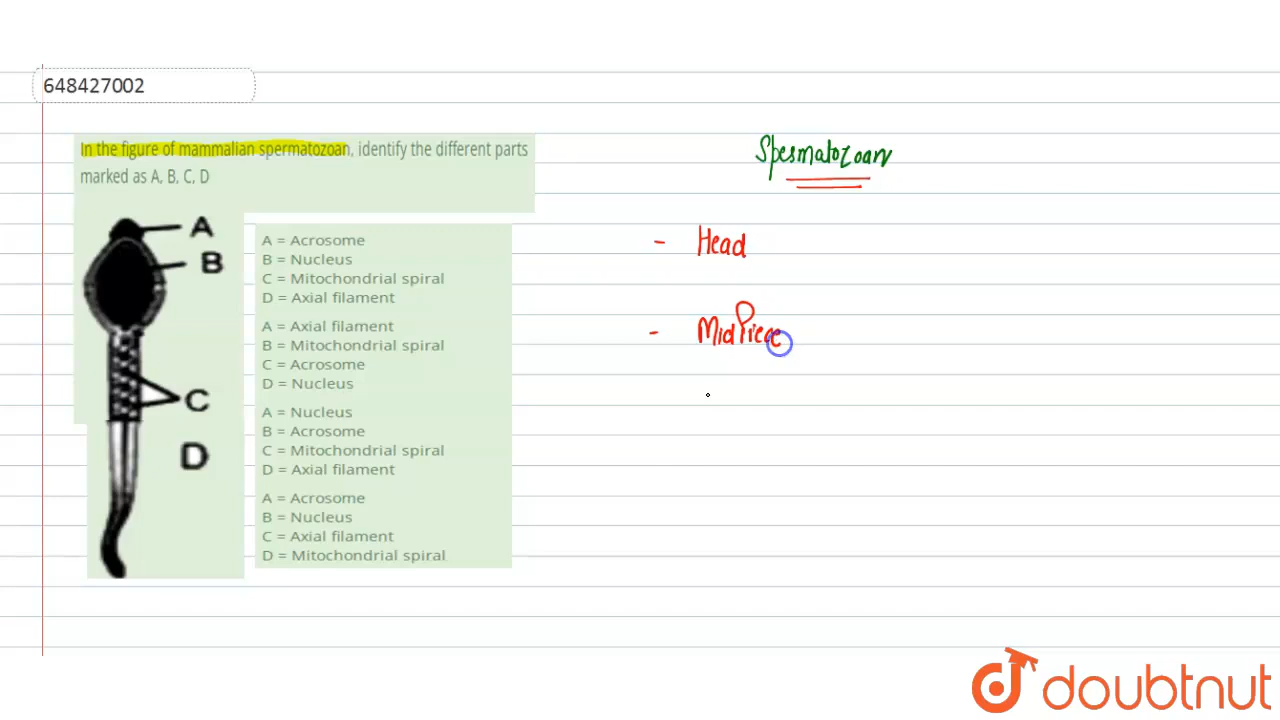 648427002
In the figure of mammalian spermatozoan, identify the different parts
marked as A, B, C, D
A
B
C
D
A = Acrosome
B = Nucleus
C = Mitochondrial spiral
D = Axial filament
A = Axial filament
B = Mitochondrial spiral
C = Acrosome
D = Nucleus
A = Nucleus
B = Acrosome
C = Mitochondrial spiral
D = Axial filament
A = Acrosome
B = Nucleus
C = Axial filament
D = Mitochondrial spiral
Spermatozoan
- Head
- MidPiece
doubtnut